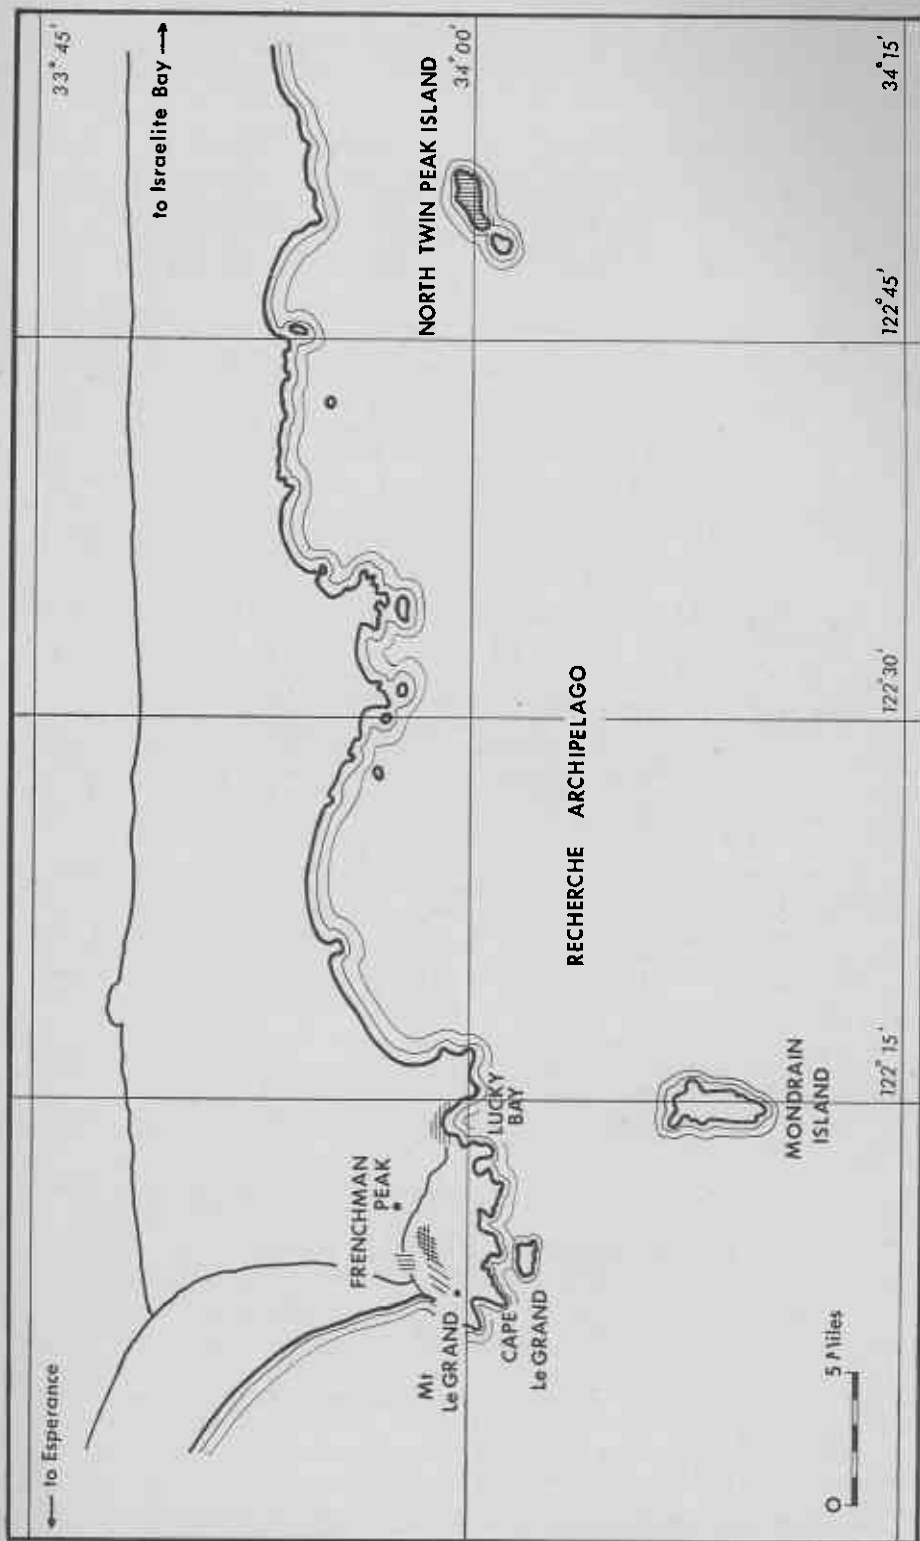 ← to Esperance
33° 45'
to Israelite Bay →
FRENCHMAN
PEAK
Mt
Le GRAND
CAPE
Le GRAND
LUCKY
BAY
34° 00'
NORTH TWIN PEAK ISLAND
RECHERCHE ARCHIPELAGO
MONDRAIN
ISLAND
0 5 Miles
122° 15'
122° 30'
122° 45'
34° 15'